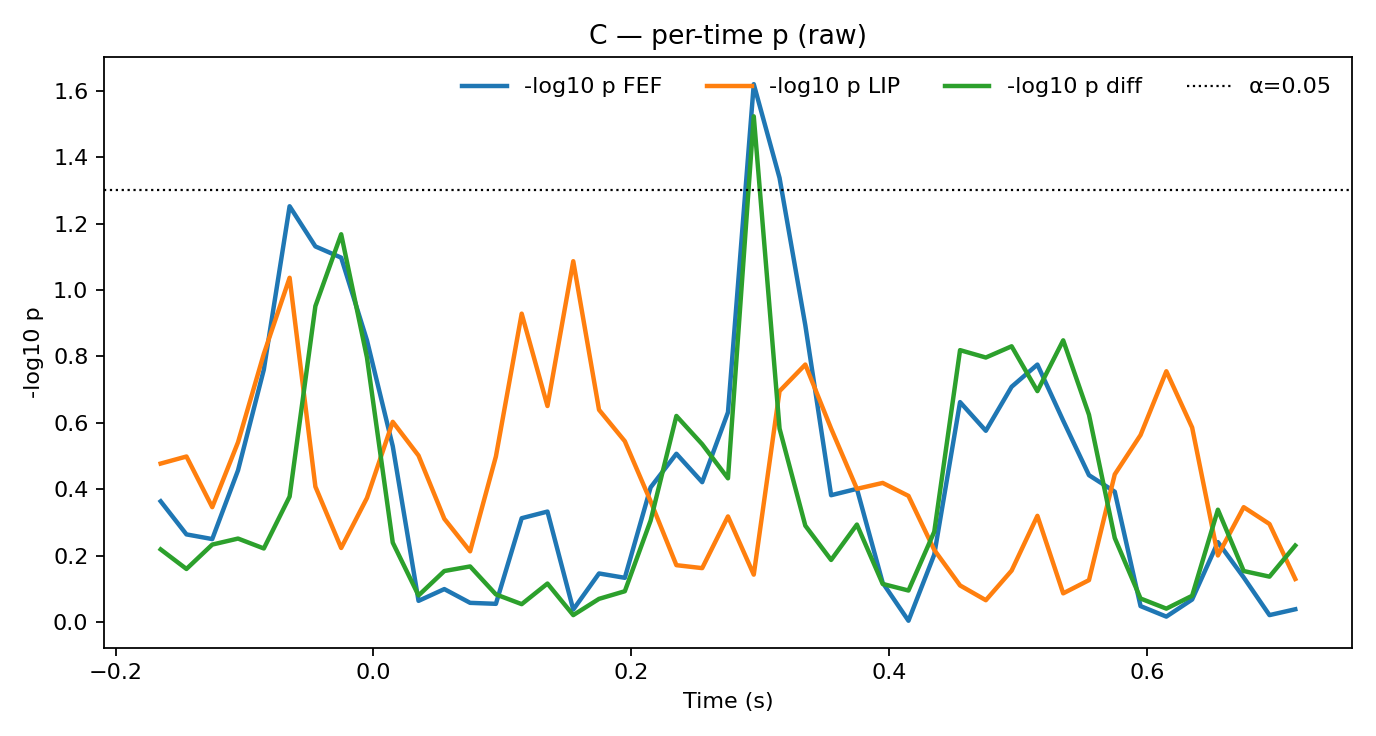 C — per-time p (raw)
-log10 p FEF -log10 p LIP -log10 p diff α=0.05
1.6
1.4
1.2
1.0
0.8
0.6
0.4
0.2
0.0
-log10 p
−0.2 0.0 0.2 0.4 0.6
Time (s)